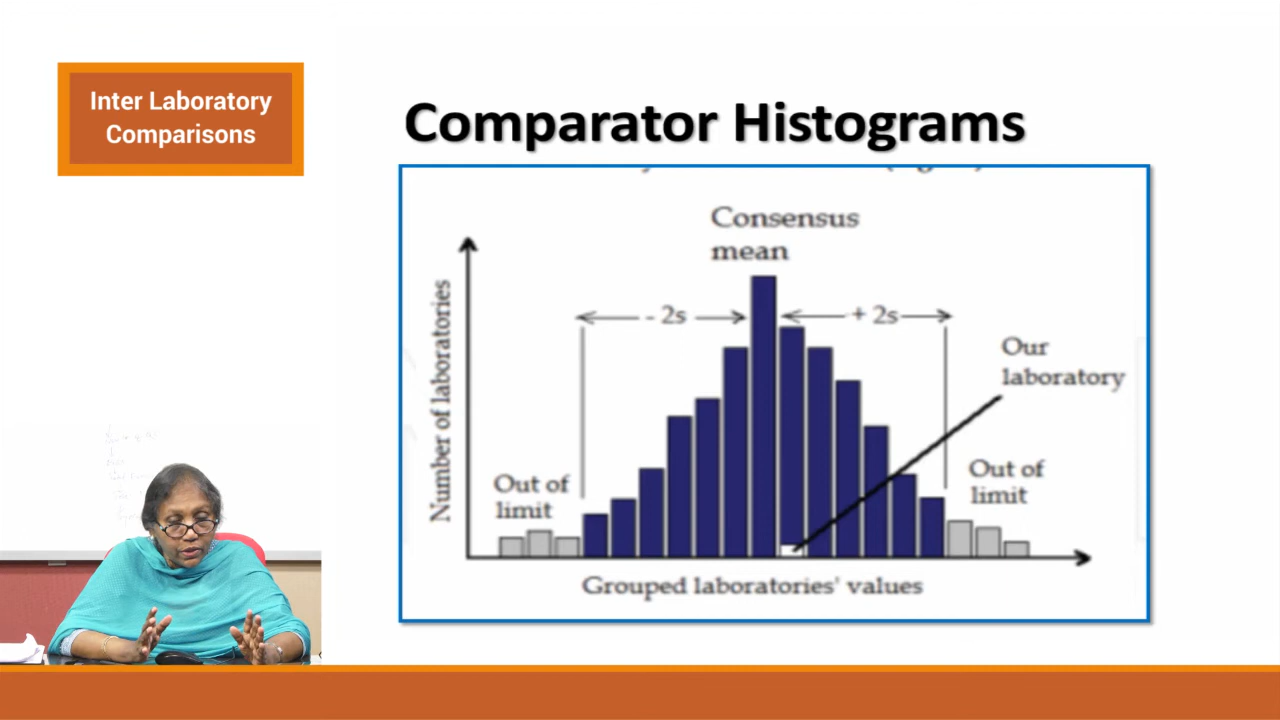 Inter Laboratory
Comparisons
Comparator Histograms
Consensus
mean
Number of laboratories
- 2s
+ 2s
Our
laboratory
Out of
limit
Out of
limit
Grouped laboratories' values